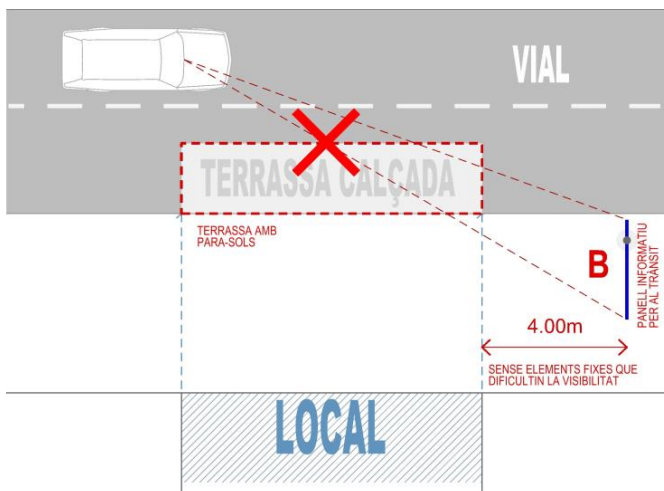 VIAL
TERRASSA CALÇADA
TERRASSA AMB
PARA-SOLS
B
PANELL INFORMATIU
PER AL TRÀNSIT
4.00m
SENSE ELEMENTS FIXES QUE
DIFICULTIN LA VISIBILITAT
LOCAL